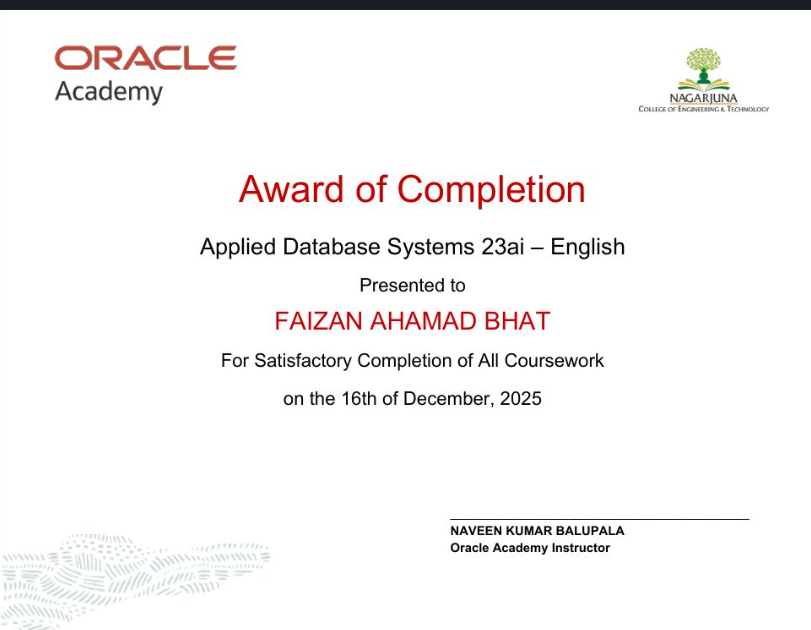 ORACLE
Academy
NAGARJUNA
COLLEGE OF ENGINEERING & TECHNOLOGY
Award of Completion
Applied Database Systems 23ai – English
Presented to
FAIZAN AHAMAD BHAT
For Satisfactory Completion of All Coursework
on the 16th of December, 2025
NAVEEN KUMAR BALUPALA
Oracle Academy Instructor